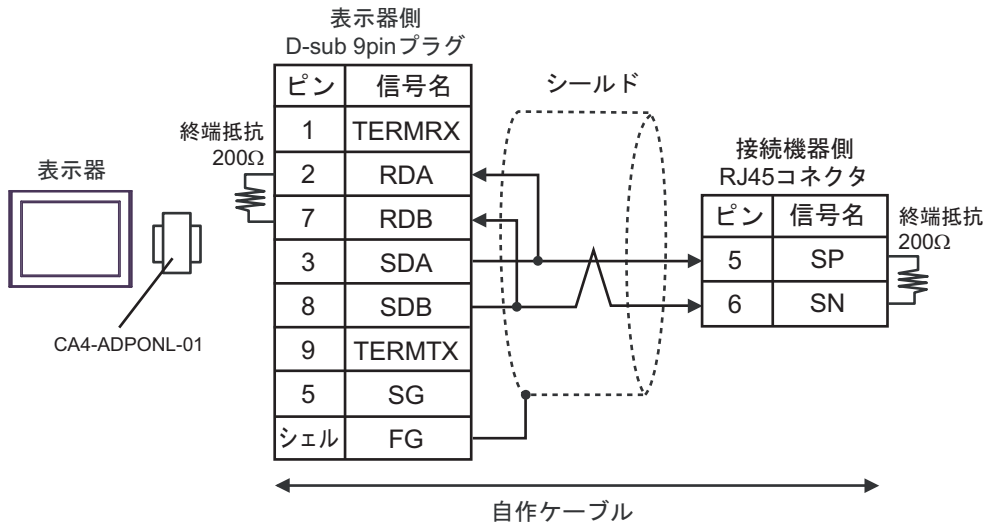 表示器側
D-sub 9pinプラグ
ピン 信号名
1 TERMRX
2 RDA
7 RDB
3 SDA
8 SDB
9 TERMTX
5 SG
シェル FG
終端抵抗
200Ω
表示器
CA4-ADPONL-01
シールド
接続機器側
RJ45コネクタ
ピン 信号名
5 SP
6 SN
終端抵抗
200Ω
自作ケーブル